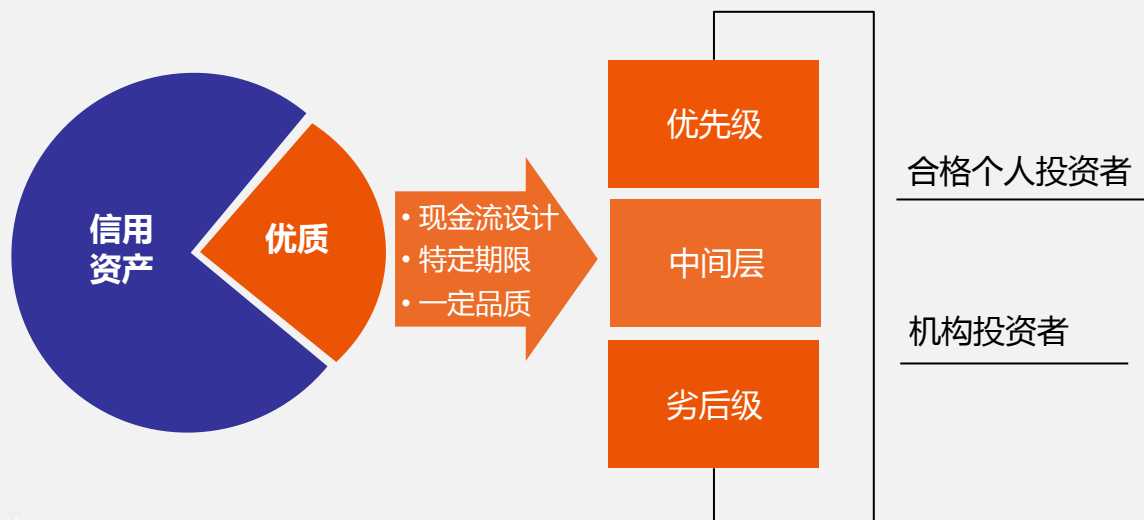 信用
资产
优质
• 现金流设计
• 特定期限
• 一定品质
优先级
中间层
劣后级
合格个人投资者
机构投资者